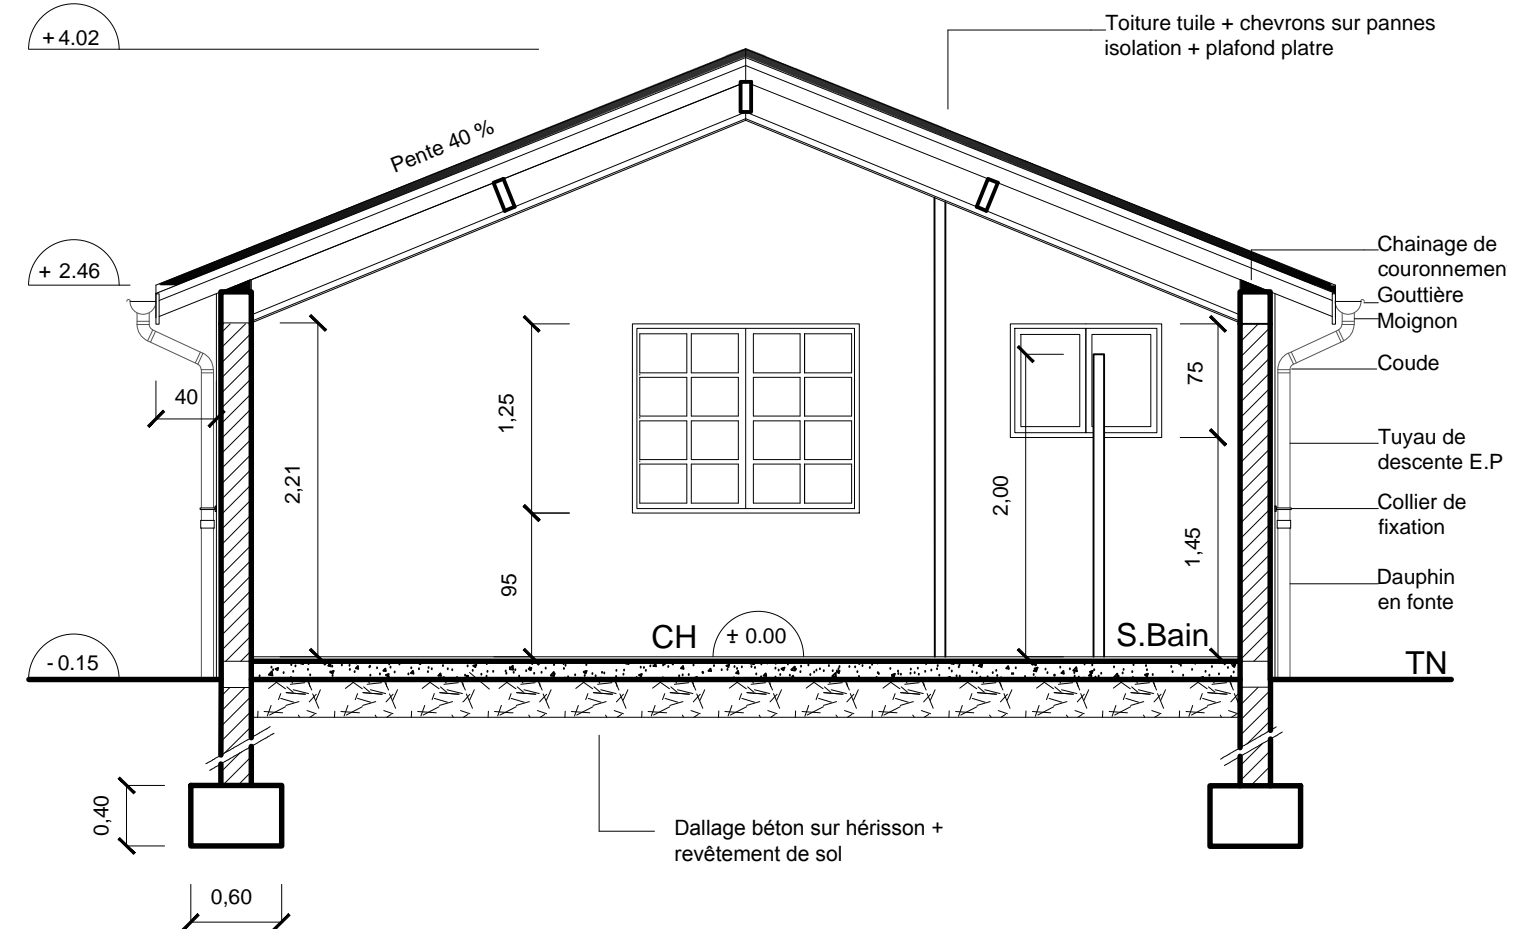 + 4.02
Toiture tuile + chevrons sur pannes
isolation + plafond platre
Pente 40 %
+ 2.46
Chainage de
couronnemen
Gouttière
Moignon
Coude
Tuyau de
descente E.P
Collier de
fixation
Dauphin
en fonte
40
2,21
1,25
95
2,00
75
1,45
CH
± 0.00
S.Bain
TN
- 0.15
0,40
0,60
Dallage béton sur hérisson +
revêtement de sol